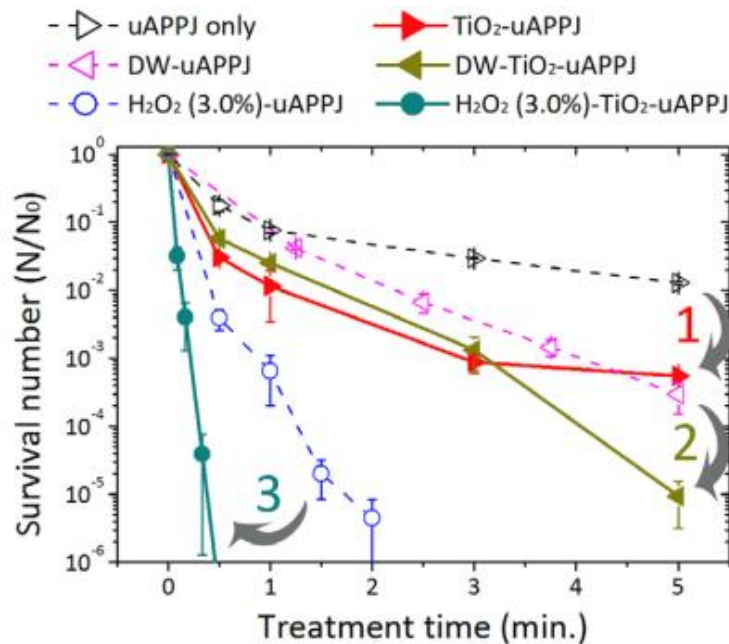 uAPPJ only TiO₂-uAPPJ
DW-uAPPJ DW-TiO₂-uAPPJ
H₂O₂ (3.0%)-uAPPJ H₂O₂ (3.0%)-TiO₂-uAPPJ
10⁰
10⁻¹
10⁻²
10⁻³
10⁻⁴
10⁻⁵
10⁻⁶
Survival number (N/N₀)
1
2
3
0 1 2 3 4 5
Treatment time (min.)